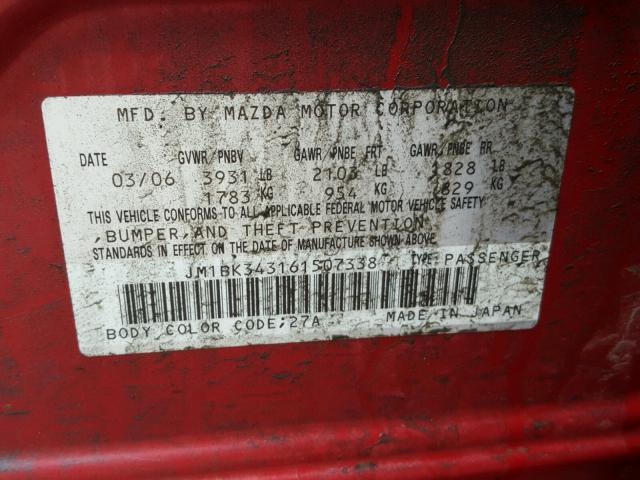 MFD. BY MAZDA MOTOR CORPORATION
DATE GVWR/PNBV GAWR/PNBE FRT GAWR/PNBE RR
03/06 3931 LB 2103 LB 1828 LB
1783 KG 954 KG 829 KG
THIS VEHICLE CONFORMS TO ALL APPLICABLE FEDERAL MOTOR VEHICLE SAFETY
,BUMPER,AND THEFT PREVENTION
STANDARDS IN EFFECT ON THE DATE OF MANUFACTURE SHOWN ABOVE.
JM1BK343161507338 TYPE: PASSENGER
BODY COLOR CODE;27A MADE IN JAPAN